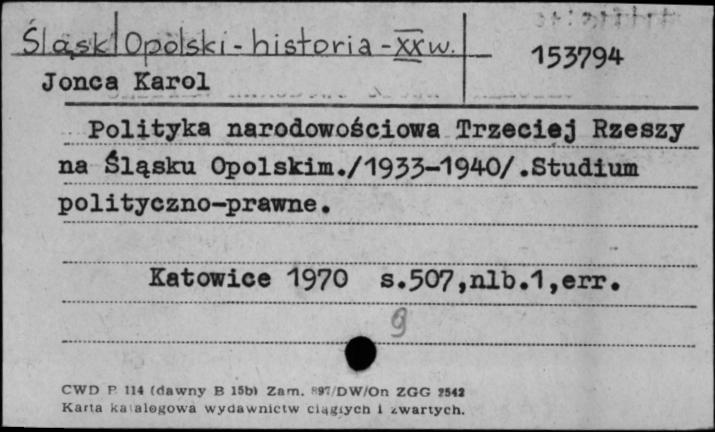 Śląsk Opolski - historia - XX w.
153794
Jonca Karol
Polityka narodowościowa Trzeciej Rzeszy
na Śląsku Opolskim./1933-1940/.Studium
polityczno-prawne.
Katowice 1970 s.507,nlb.1,err.
9
CWD P 114 (dawny B 15b) Zam. 897/DW/On ZGG 2542
Karta katalogowa wydawnictw ciągłych i zwartych.